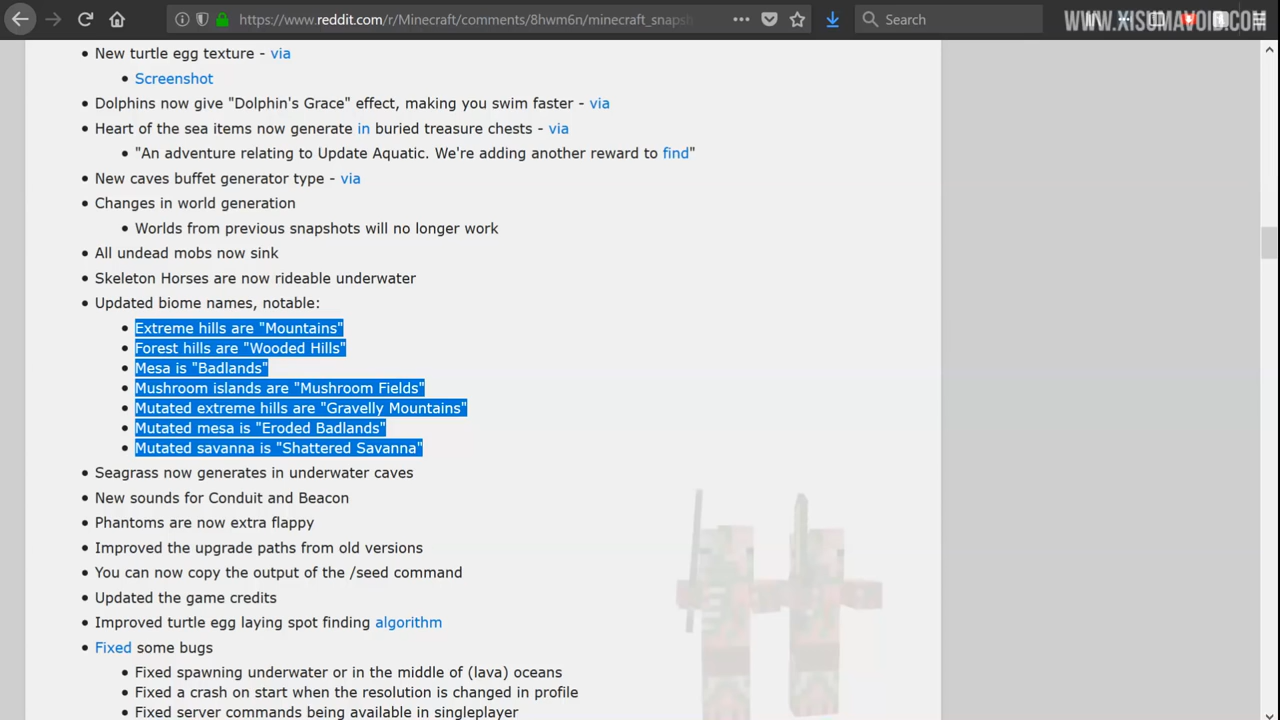 https://www.reddit.com/r/Minecraft/comments/8hwm6n/minecraft_snaps
Search
WWW.XISUMAVOID.COM
• New turtle egg texture - via
• Screenshot
• Dolphins now give "Dolphin's Grace" effect, making you swim faster - via
• Heart of the sea items now generate in buried treasure chests - via
• "An adventure relating to Update Aquatic. We're adding another reward to find"
• New caves buffet generator type - via
• Changes in world generation
• Worlds from previous snapshots will no longer work
• All undead mobs now sink
• Skeleton Horses are now rideable underwater
• Updated biome names, notable:
• Extreme hills are "Mountains"
• Forest hills are "Wooded Hills"
• Mesa is "Badlands"
• Mushroom islands are "Mushroom Fields"
• Mutated extreme hills are "Gravelly Mountains"
• Mutated mesa is "Eroded Badlands"
• Mutated savanna is "Shattered Savanna"
• Seagrass now generates in underwater caves
• New sounds for Conduit and Beacon
• Phantoms are now extra flappy
• Improved the upgrade paths from old versions
• You can now copy the output of the /seed command
• Updated the game credits
• Improved turtle egg laying spot finding algorithm
• Fixed some bugs
• Fixed spawning underwater or in the middle of (lava) oceans
• Fixed a crash on start when the resolution is changed in profile
• Fixed server commands being available in singleplayer